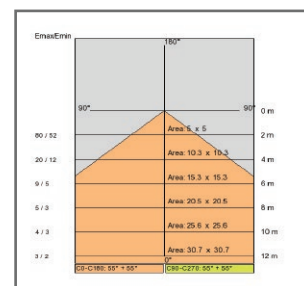 Emax/Emin
180°
90° 90° 0 m
80 / 52 Area: 5 x 5 2 m
20 / 12 Area: 10.3 x 10.3 4 m
9 / 5 Area: 15.3 x 15.3 6 m
5 / 3 Area: 20.5 x 20.5 8 m
4 / 3 Area: 25.6 x 25.6 10 m
3 / 2 Area: 30.7 x 30.7 12 m
0°
C0-C180: 55° + 55° C90-C270: 55° + 55°